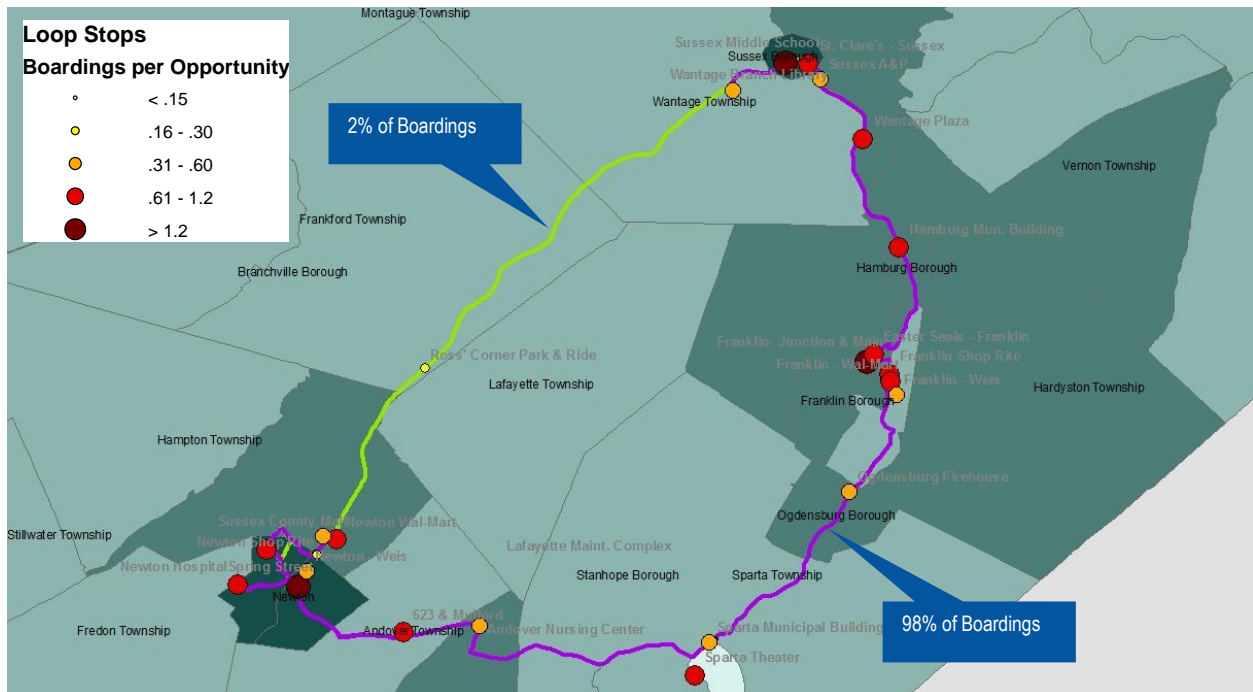 Loop Stops
Boardings per Opportunity
< .15
.16 - .30
.31 - .60
.61 - 1.2
> 1.2
Montague Township
Sussex Middle School
St. Clare's - Sussex
Sussex Borough
Sussex A&P
Wantage Branch Library
Wantage Township
2% of Boardings
Wantage Plaza
Vernon Township
Frankford Township
Hamburg Mun. Building
Branchville Borough
Hamburg Borough
Easter Seals - Franklin
Franklin- Junction & Main
Ross' Corner Park & Ride
Franklin Shop Rite
Franklin - Wal-Mart
Lafayette Township
Franklin - Weis
Hardyston Township
Franklin Borough
Hampton Township
Ogdensburg Firehouse
Ogdensburg Borough
Sussex County
Newton Wal-Mart
Stillwater Township
Newton Shop Rite
Lafayette Maint. Complex
Newton - Weis
Newton Hospital
Spring Street
Stanhope Borough
Sparta Township
Newton
623 & Mulford
98% of Boardings
Fredon Township
Andover Township
Andover Nursing Center
Sparta Municipal Building
Sparta Theater